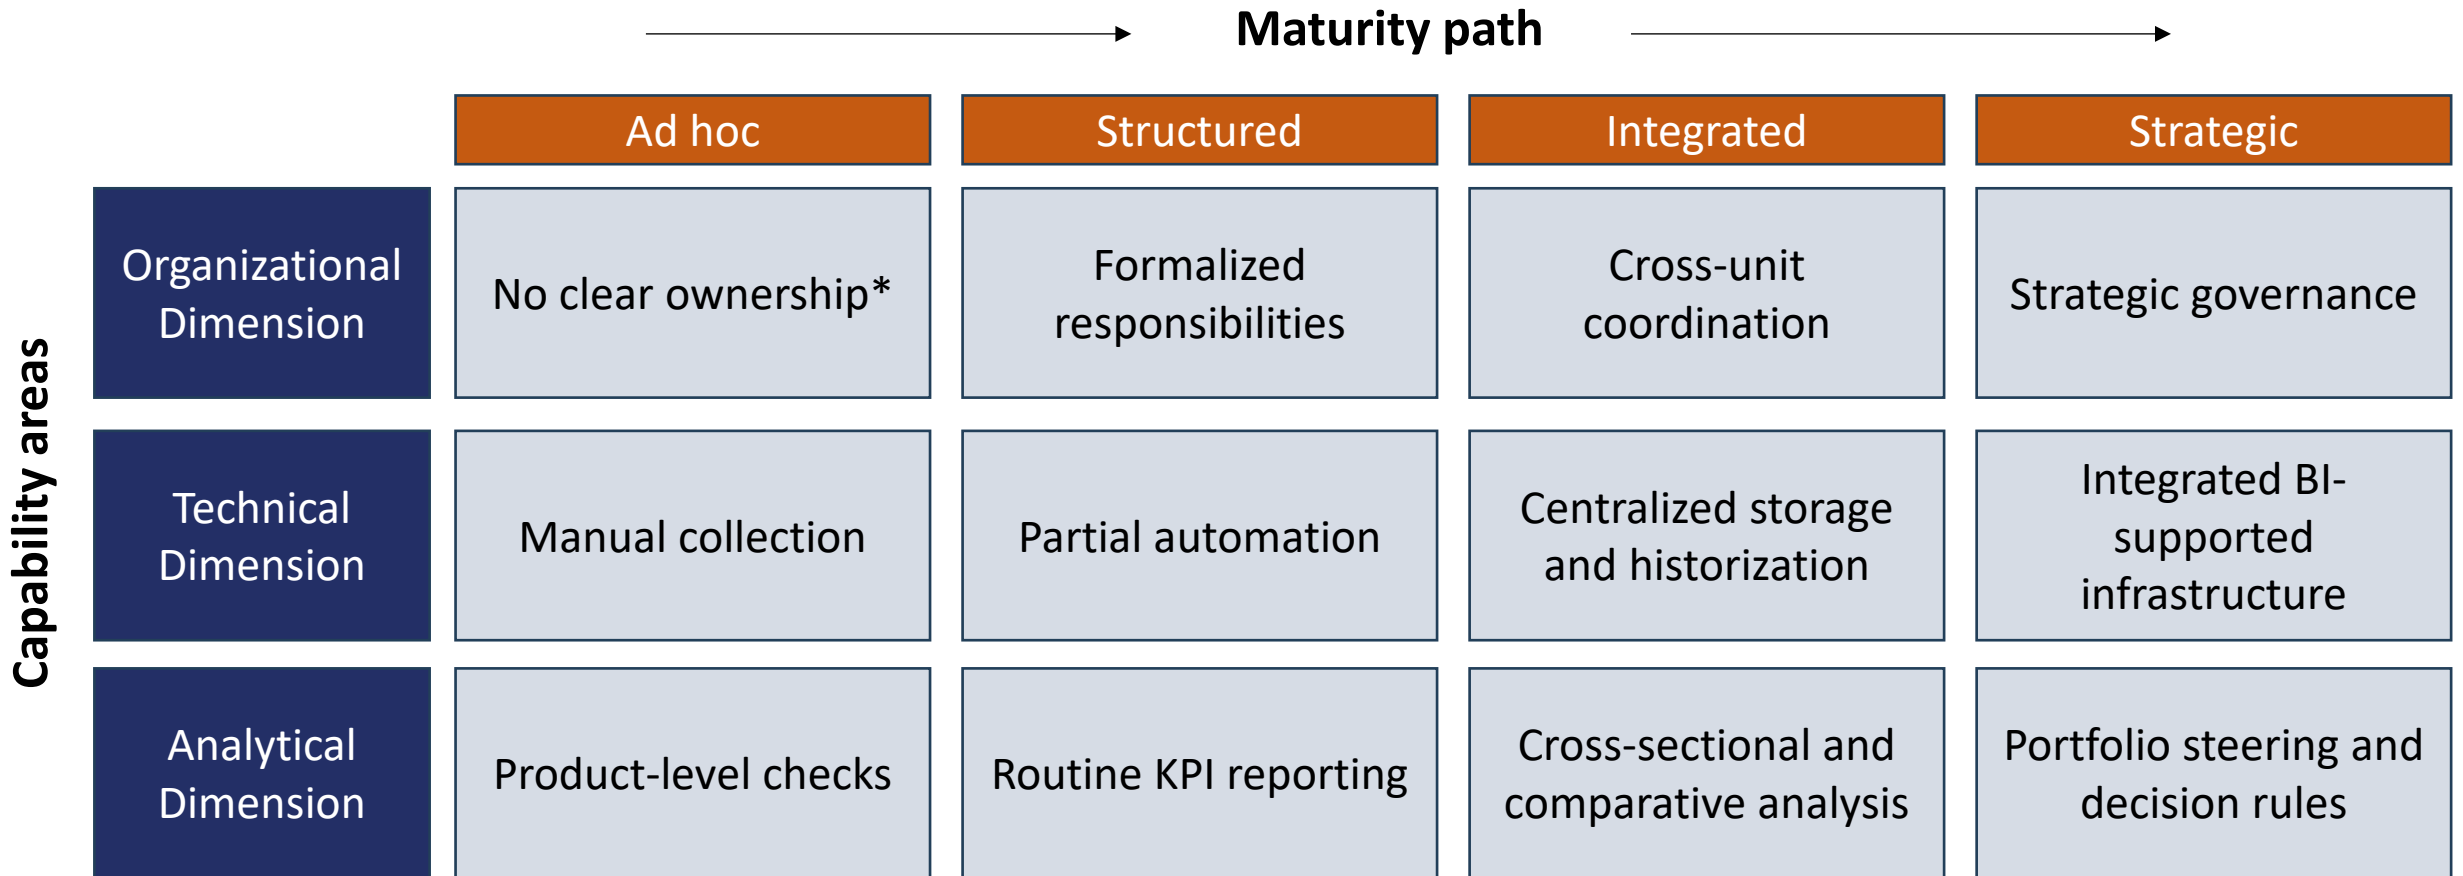 Maturity path
Ad hoc
Structured
Integrated
Strategic
Capability areas
Organizational
Dimension
No clear ownership*
Formalized
responsibilities
Cross-unit
coordination
Strategic governance
Technical
Dimension
Manual collection
Partial automation
Centralized storage
and historization
Integrated BI-
supported
infrastructure
Analytical
Dimension
Product-level checks
Routine KPI reporting
Cross-sectional and
comparative analysis
Portfolio steering and
decision rules